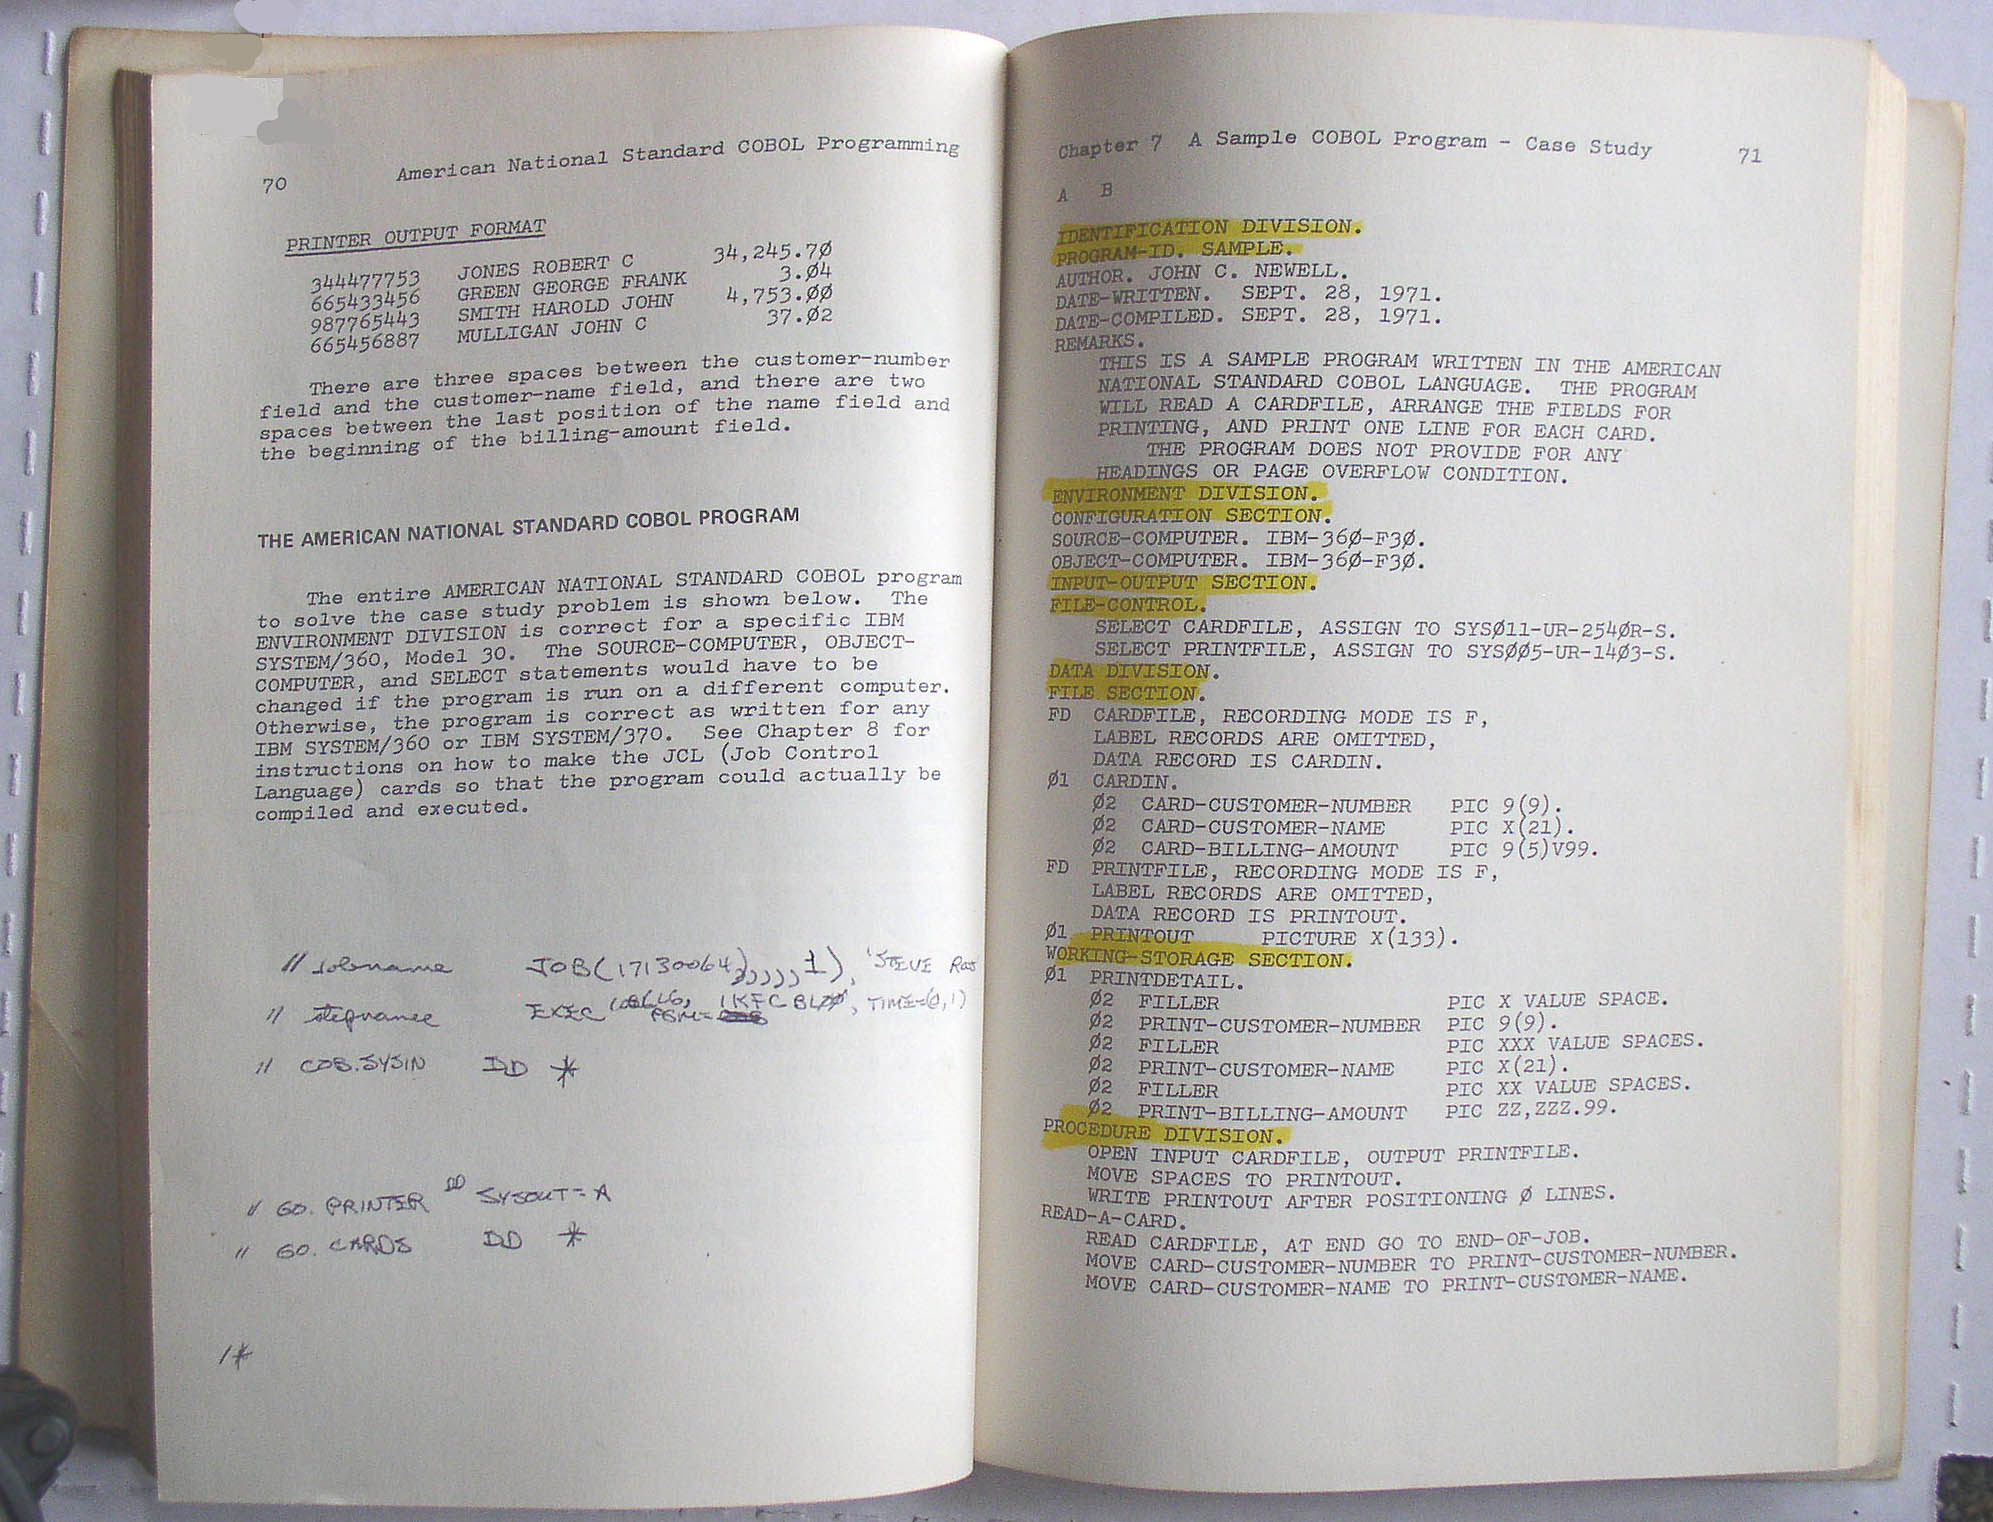 70 American National Standard COBOL Programming
PRINTER OUTPUT FORMAT
344477753 JONES ROBERT C 34,245.7Ø
665433456 GREEN GEORGE FRANK 3.Ø4
987765443 SMITH HAROLD JOHN 4,753.ØØ
665456887 MULLIGAN JOHN C 37.Ø2
There are three spaces between the customer-number
field and the customer-name field, and there are two
spaces between the last position of the name field and
the beginning of the billing-amount field.
THE AMERICAN NATIONAL STANDARD COBOL PROGRAM
The entire AMERICAN NATIONAL STANDARD COBOL program
to solve the case study problem is shown below. The
ENVIRONMENT DIVISION is correct for a specific IBM
SYSTEM/360, Model 30. The SOURCE-COMPUTER, OBJECT-
COMPUTER, and SELECT statements would have to be
changed if the program is run on a different computer.
Otherwise, the program is correct as written for any
IBM SYSTEM/360 or IBM SYSTEM/370. See Chapter 8 for
instructions on how to make the JCL (Job Control
Language) cards so that the program could actually be
compiled and executed.
// jobname JOB (17130064),,,,,1), 'STEVE
// stepname EXEC , TIME=(0,1)
// COB.SYSIN DD *
// GO.PRINTER DD SYSOUT=A
// GO.CARDS DD *
/*
Chapter 7 A Sample COBOL Program - Case Study 71
A B
IDENTIFICATION DIVISION.
PROGRAM-ID. SAMPLE.
AUTHOR. JOHN C. NEWELL.
DATE-WRITTEN. SEPT. 28, 1971.
DATE-COMPILED. SEPT. 28, 1971.
REMARKS.
THIS IS A SAMPLE PROGRAM WRITTEN IN THE AMERICAN
NATIONAL STANDARD COBOL LANGUAGE. THE PROGRAM
WILL READ A CARDFILE, ARRANGE THE FIELDS FOR
PRINTING, AND PRINT ONE LINE FOR EACH CARD.
THE PROGRAM DOES NOT PROVIDE FOR ANY
HEADINGS OR PAGE OVERFLOW CONDITION.
ENVIRONMENT DIVISION.
CONFIGURATION SECTION.
SOURCE-COMPUTER. IBM-36Ø-F3Ø.
OBJECT-COMPUTER. IBM-36Ø-F3Ø.
INPUT-OUTPUT SECTION.
FILE-CONTROL.
SELECT CARDFILE, ASSIGN TO SYSØ11-UR-254ØR-S.
SELECT PRINTFILE, ASSIGN TO SYSØØ5-UR-14Ø3-S.
DATA DIVISION.
FILE SECTION.
FD CARDFILE, RECORDING MODE IS F,
LABEL RECORDS ARE OMITTED,
DATA RECORD IS CARDIN.
Ø1 CARDIN.
Ø2 CARD-CUSTOMER-NUMBER PIC 9(9).
Ø2 CARD-CUSTOMER-NAME PIC X(21).
Ø2 CARD-BILLING-AMOUNT PIC 9(5)V99.
FD PRINTFILE, RECORDING MODE IS F,
LABEL RECORDS ARE OMITTED,
DATA RECORD IS PRINTOUT.
Ø1 PRINTOUT PICTURE X(133).
WORKING-STORAGE SECTION.
Ø1 PRINTDETAIL.
Ø2 FILLER PIC X VALUE SPACE.
Ø2 PRINT-CUSTOMER-NUMBER PIC 9(9).
Ø2 FILLER PIC XXX VALUE SPACES.
Ø2 PRINT-CUSTOMER-NAME PIC X(21).
Ø2 FILLER PIC XX VALUE SPACES.
Ø2 PRINT-BILLING-AMOUNT PIC ZZ,ZZZ.99.
PROCEDURE DIVISION.
OPEN INPUT CARDFILE, OUTPUT PRINTFILE.
MOVE SPACES TO PRINTOUT.
WRITE PRINTOUT AFTER POSITIONING Ø LINES.
READ-A-CARD.
READ CARDFILE, AT END GO TO END-OF-JOB.
MOVE CARD-CUSTOMER-NUMBER TO PRINT-CUSTOMER-NUMBER.
MOVE CARD-CUSTOMER-NAME TO PRINT-CUSTOMER-NAME.